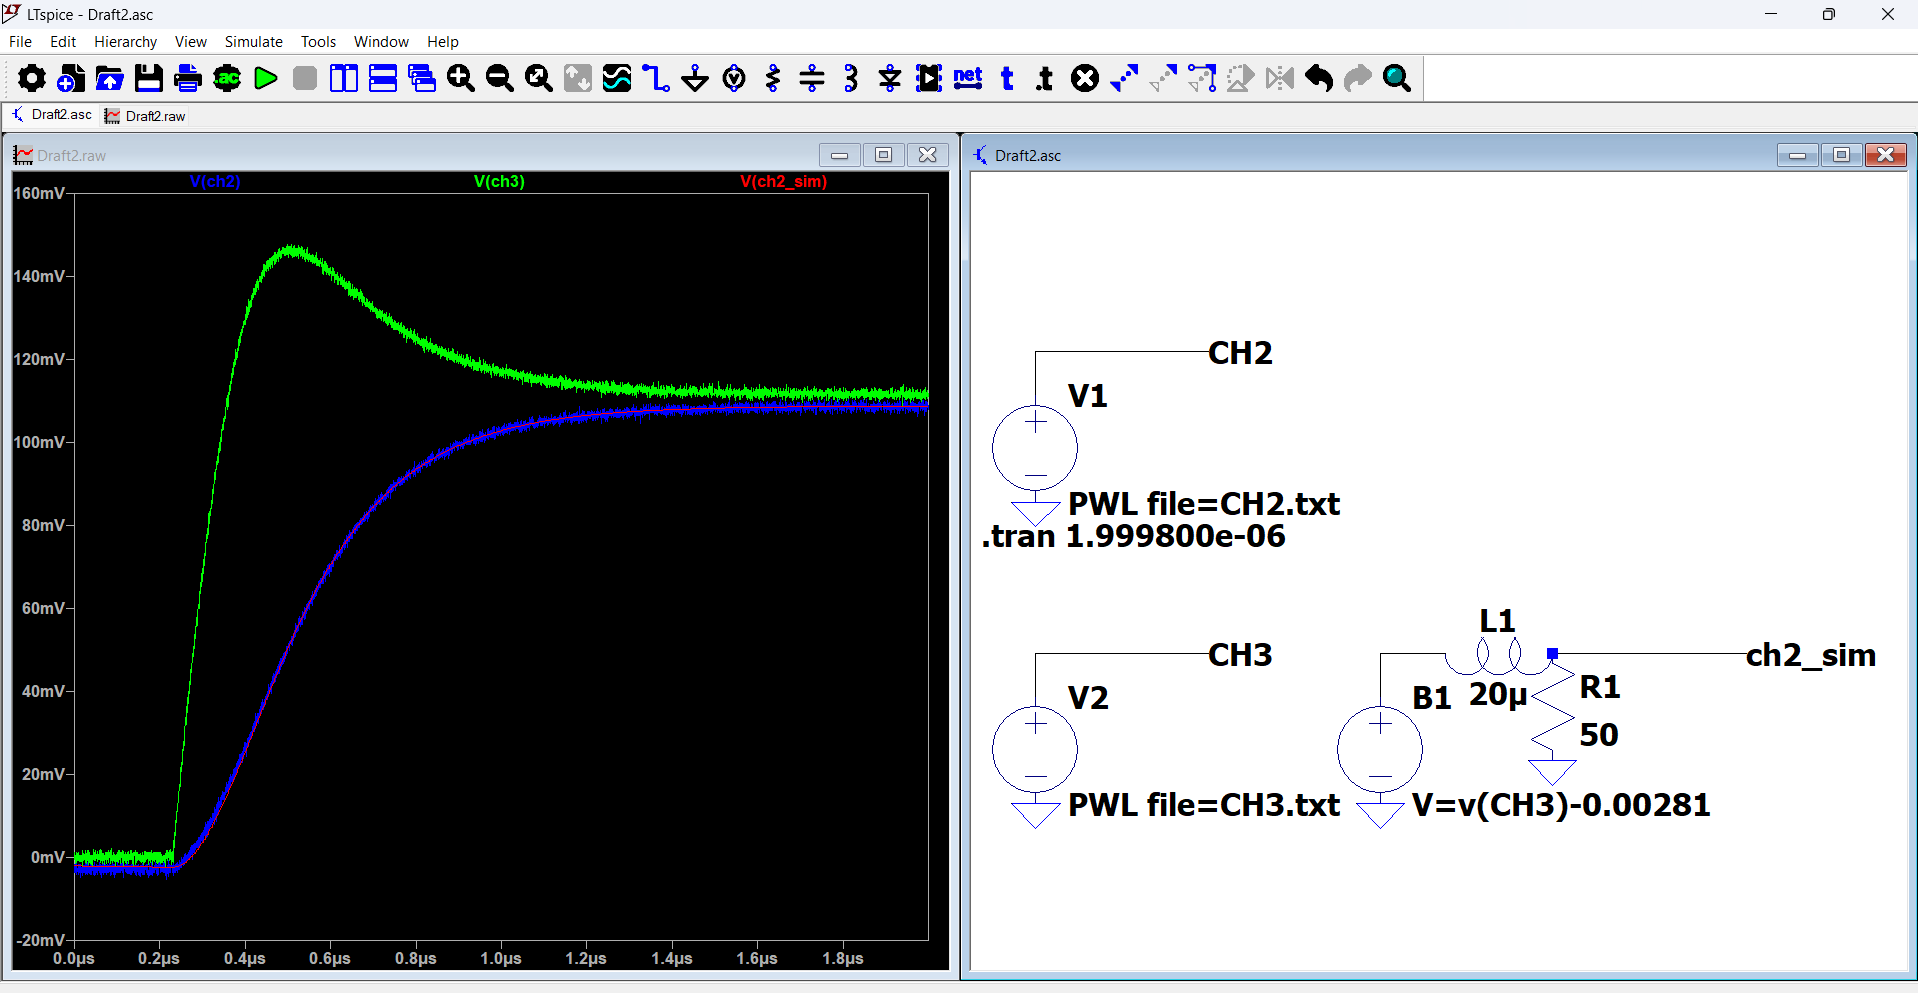 LTspice - Draft2.asc
File Edit Hierarchy View Simulate Tools Window Help
.ac net t .t
Draft2.asc Draft2.raw
Draft2.raw
V(ch2) V(ch3) V(ch2_sim)
160mV
140mV
120mV
100mV
80mV
60mV
40mV
20mV
0mV
-20mV
0.0µs 0.2µs 0.4µs 0.6µs 0.8µs 1.0µs 1.2µs 1.4µs 1.6µs 1.8µs
Draft2.asc
CH2
V1
PWL file=CH2.txt
.tran 1.999800e-06
L1
CH3
ch2_sim
V2
B1
20µ
R1
50
PWL file=CH3.txt
V=v(CH3)-0.00281